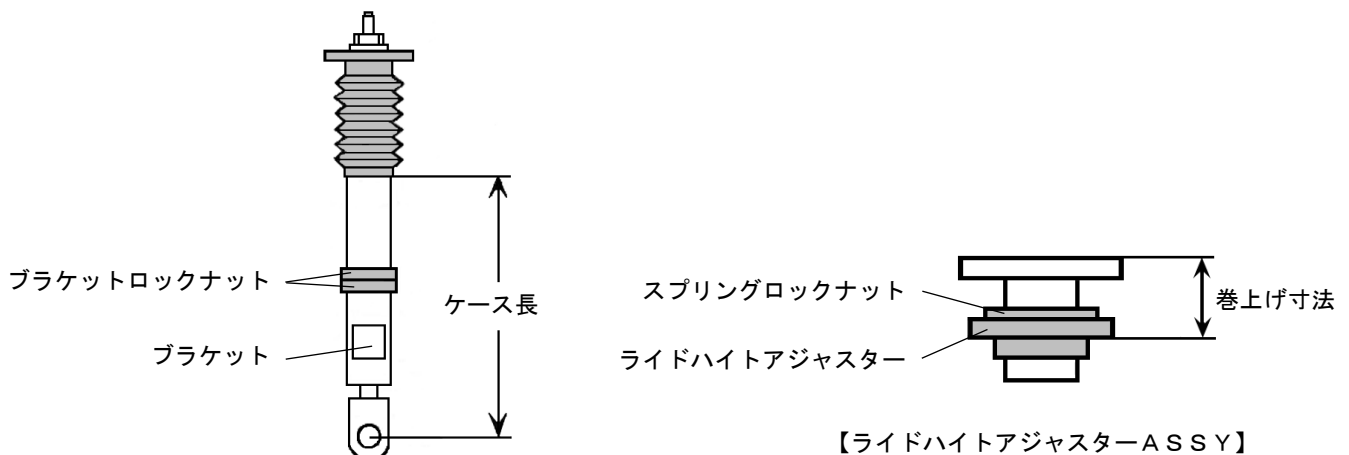 ブラケットロックナット
ケース長
ブラケット
スプリングロックナット
巻上げ寸法
ライドハイトアジャスター
【ライドハイトアジャスターＡＳＳＹ】